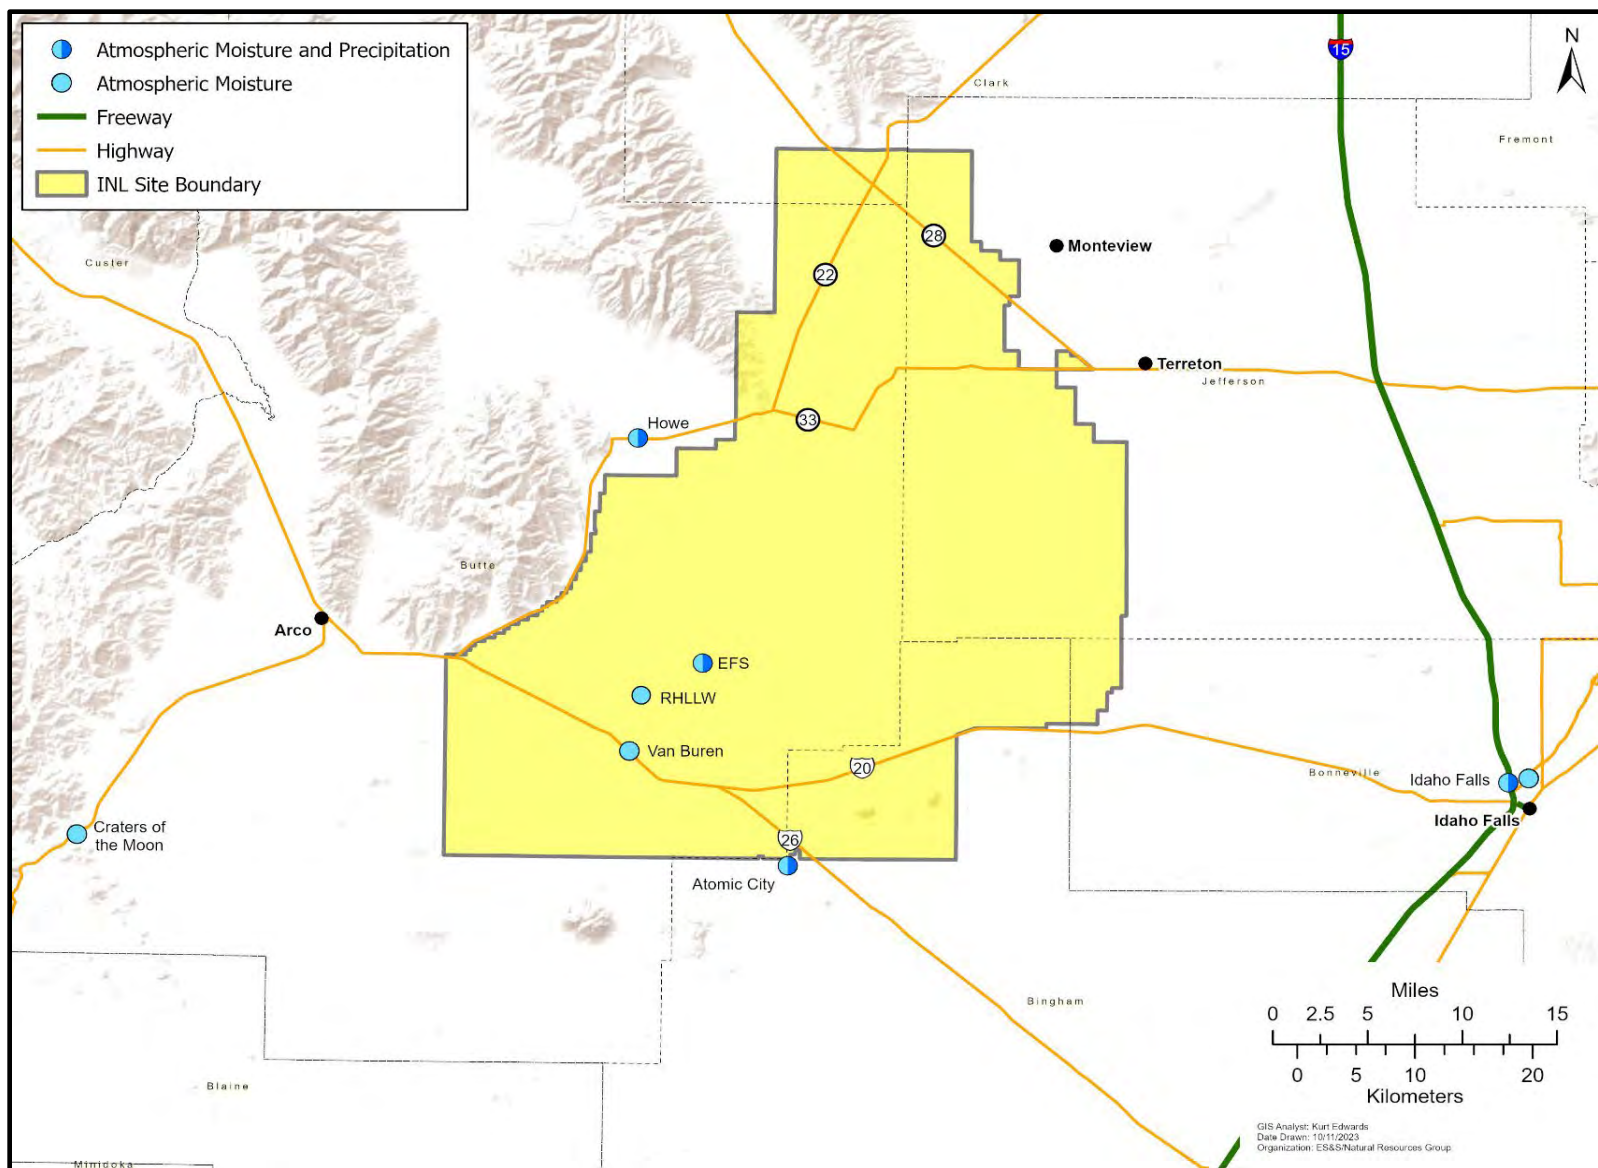 Atmospheric Moisture and Precipitation
Atmospheric Moisture
Freeway
Highway
INL Site Boundary
15
N
Clark
Fremont
Custer
28
Monteview
22
Terreton
Jefferson
33
Howe
Butte
Arco
EFS
RHLLW
Van Buren
20
Bonneville
Idaho Falls
Idaho Falls
Craters of
the Moon
26
Atomic City
Bingham
Blaine
Minidoka
Miles
0 2.5 5 10 15
0 5 10 20
Kilometers
GIS Analyst: Kurt Edwards
Date Drawn: 10/11/2023
Organization: ES&S/Natural Resources Group